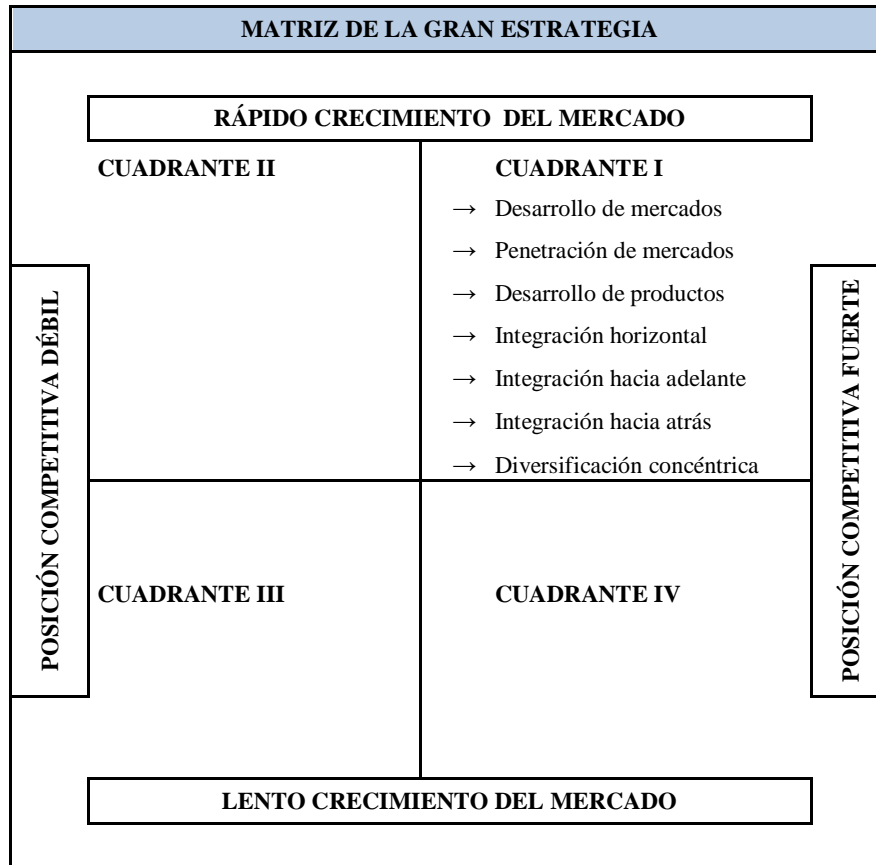 MATRIZ DE LA GRAN ESTRATEGIA
RÁPIDO CRECIMIENTO DEL MERCADO
CUADRANTE II
CUADRANTE I
→ Desarrollo de mercados
→ Penetración de mercados
→ Desarrollo de productos
→ Integración horizontal
→ Integración hacia adelante
→ Integración hacia atrás
→ Diversificación concéntrica
POSICIÓN COMPETITIVA DÉBIL
POSICIÓN COMPETITIVA FUERTE
CUADRANTE III
CUADRANTE IV
LENTO CRECIMIENTO DEL MERCADO